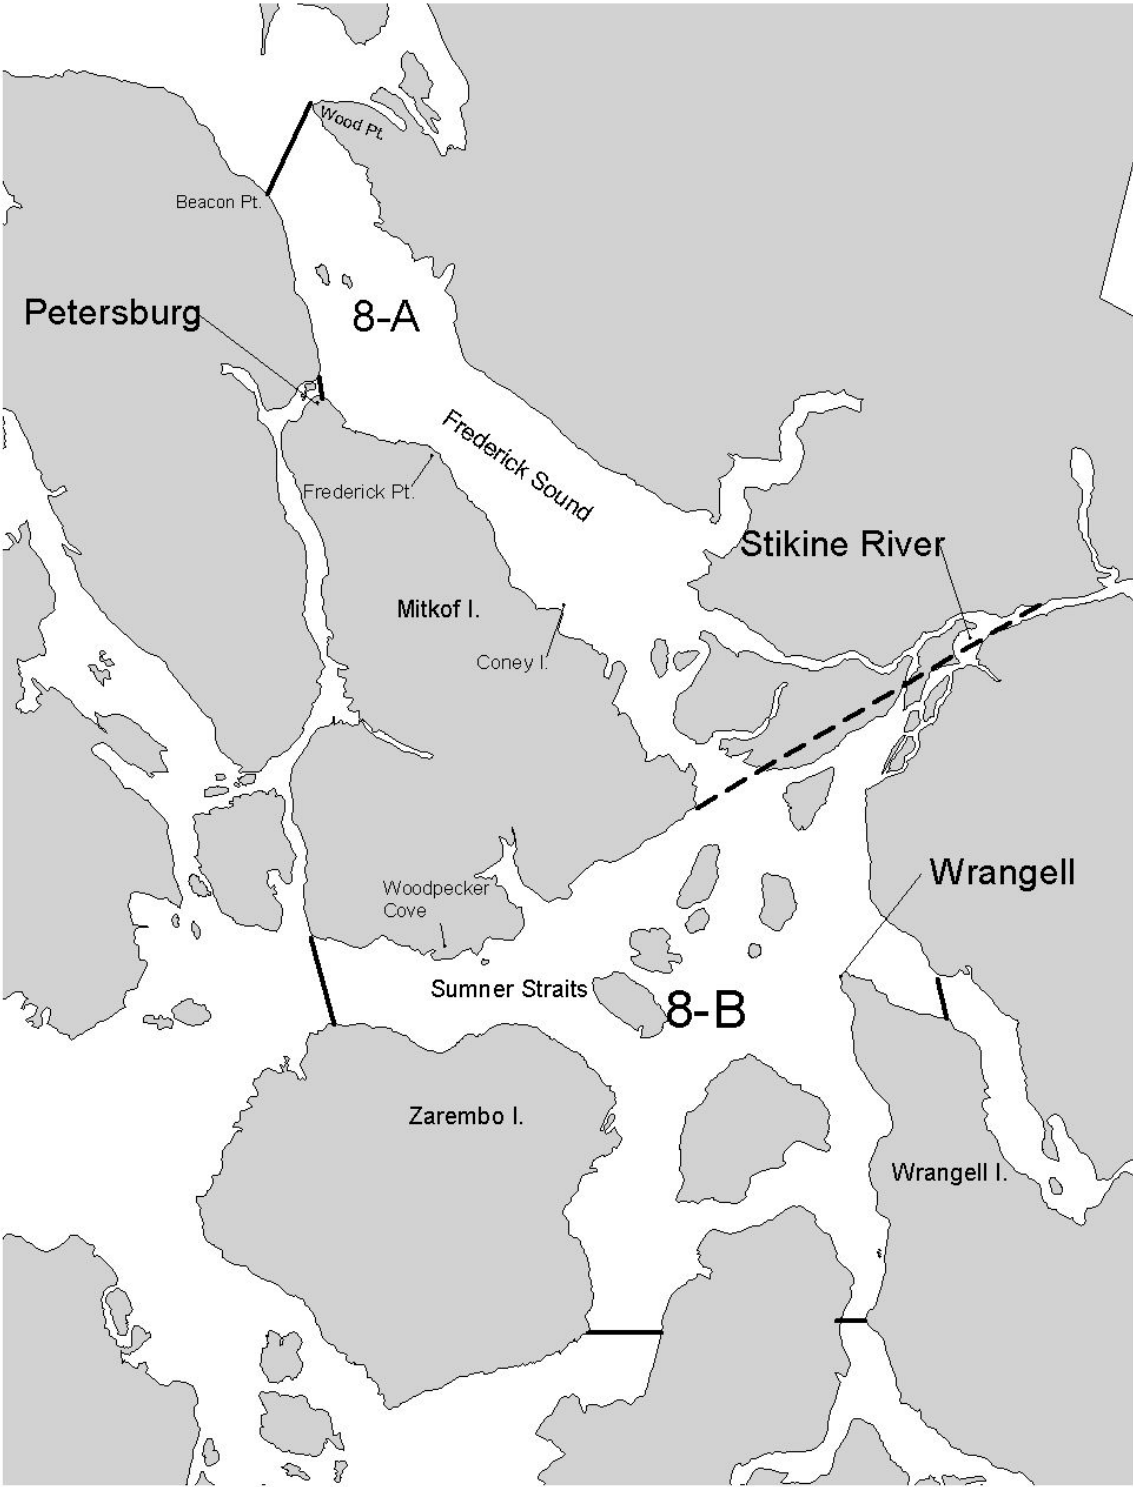 Wood Pt.
Beacon Pt.
Petersburg
8-A
Frederick Sound
Frederick Pt.
Stikine River
Mitkof I.
Coney I.
Wrangell
Woodpecker
Cove
Sumner Straits
8-B
Zarembo I.
Wrangell I.